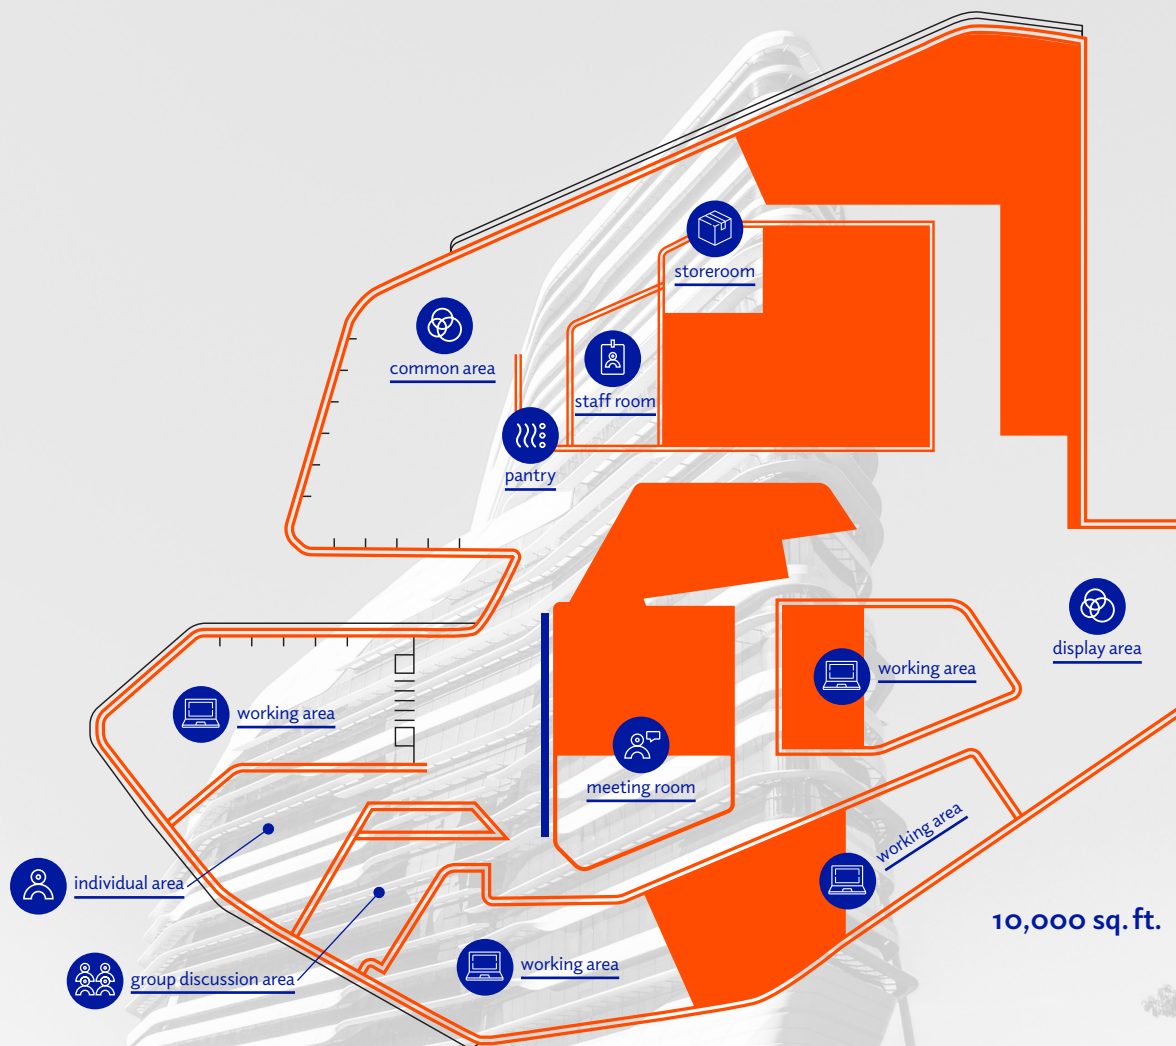 storeroom
common area
staff room
pantry
display area
working area
working area
meeting room
working area
individual area
10,000 sq. ft.
group discussion area
working area